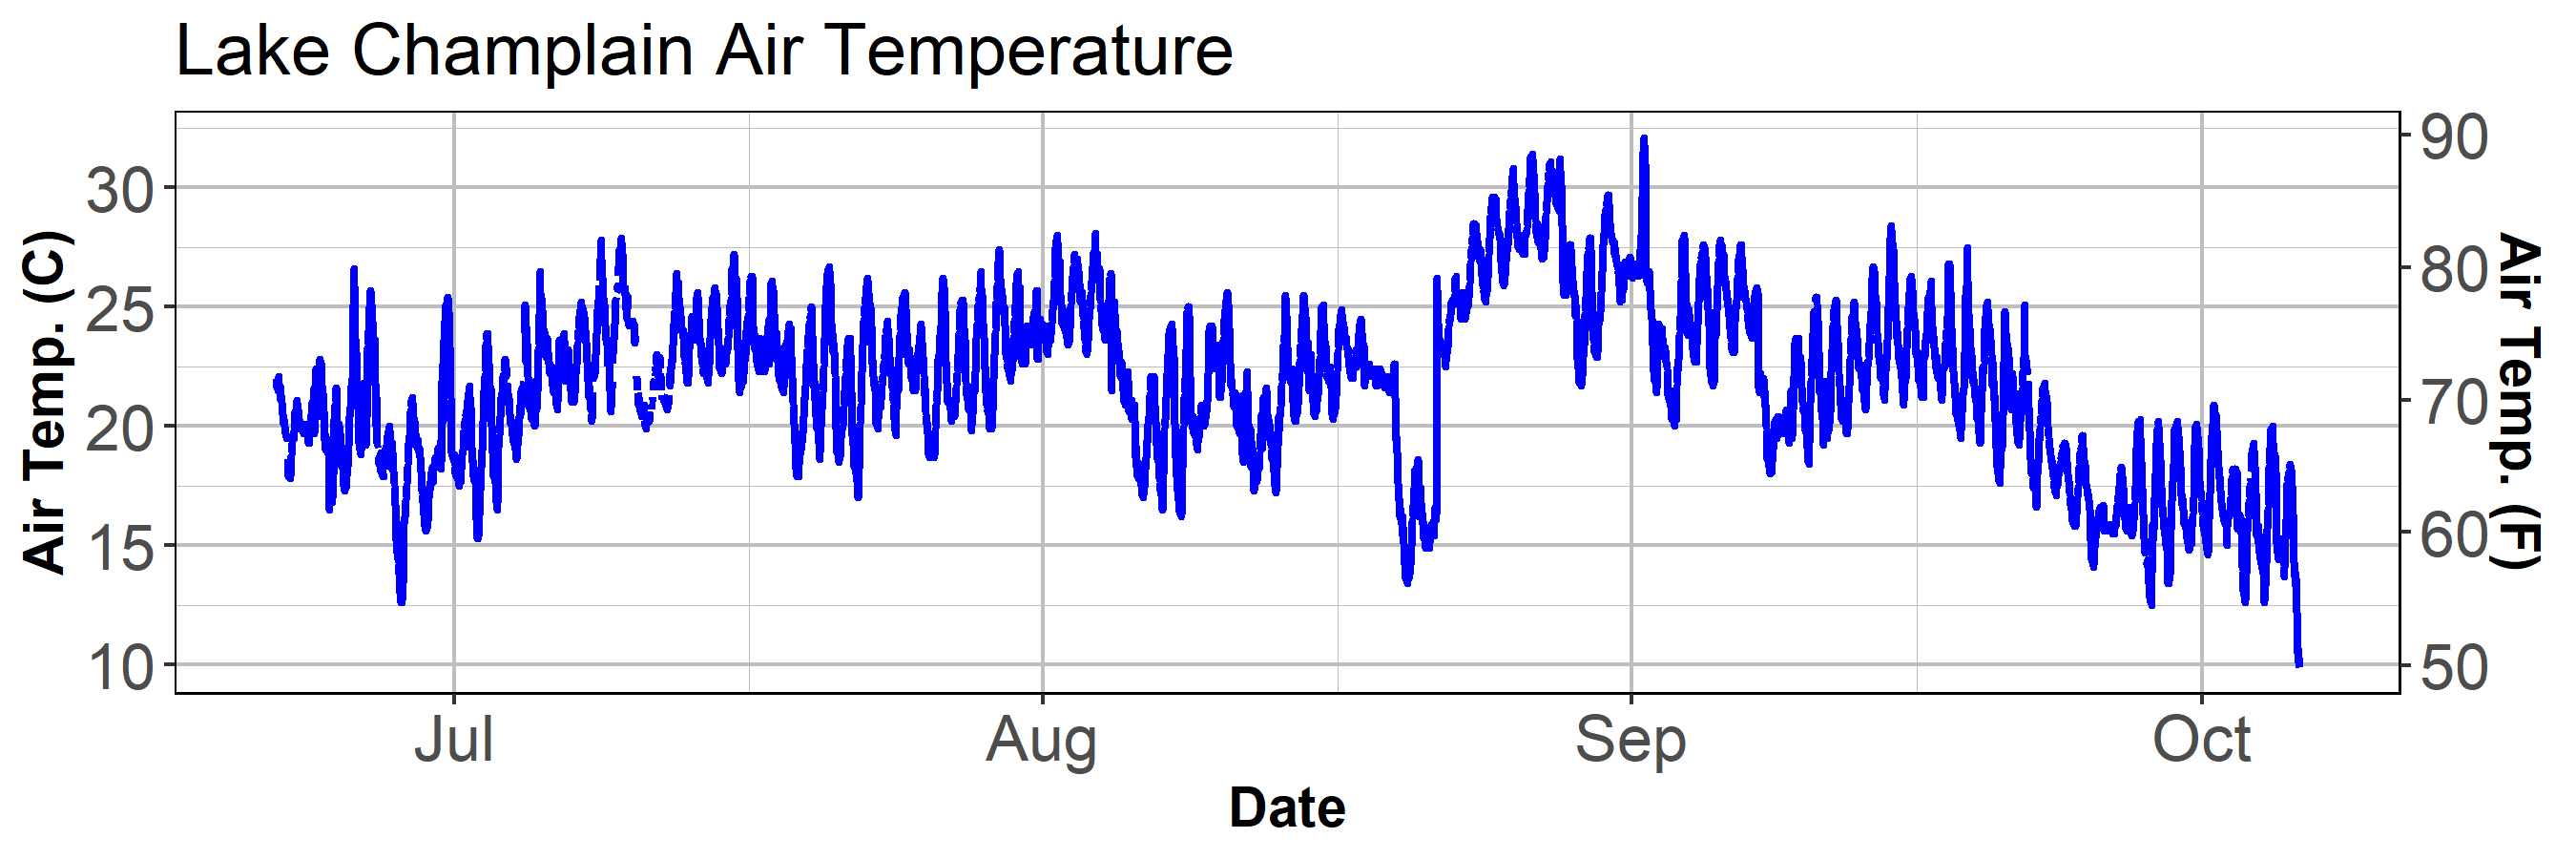 Lake Champlain Air Temperature
Air Temp. (C)
30
25
20
15
10
90
80
70
60
50
Air Temp. (F)
Jul Aug Sep Oct
Date